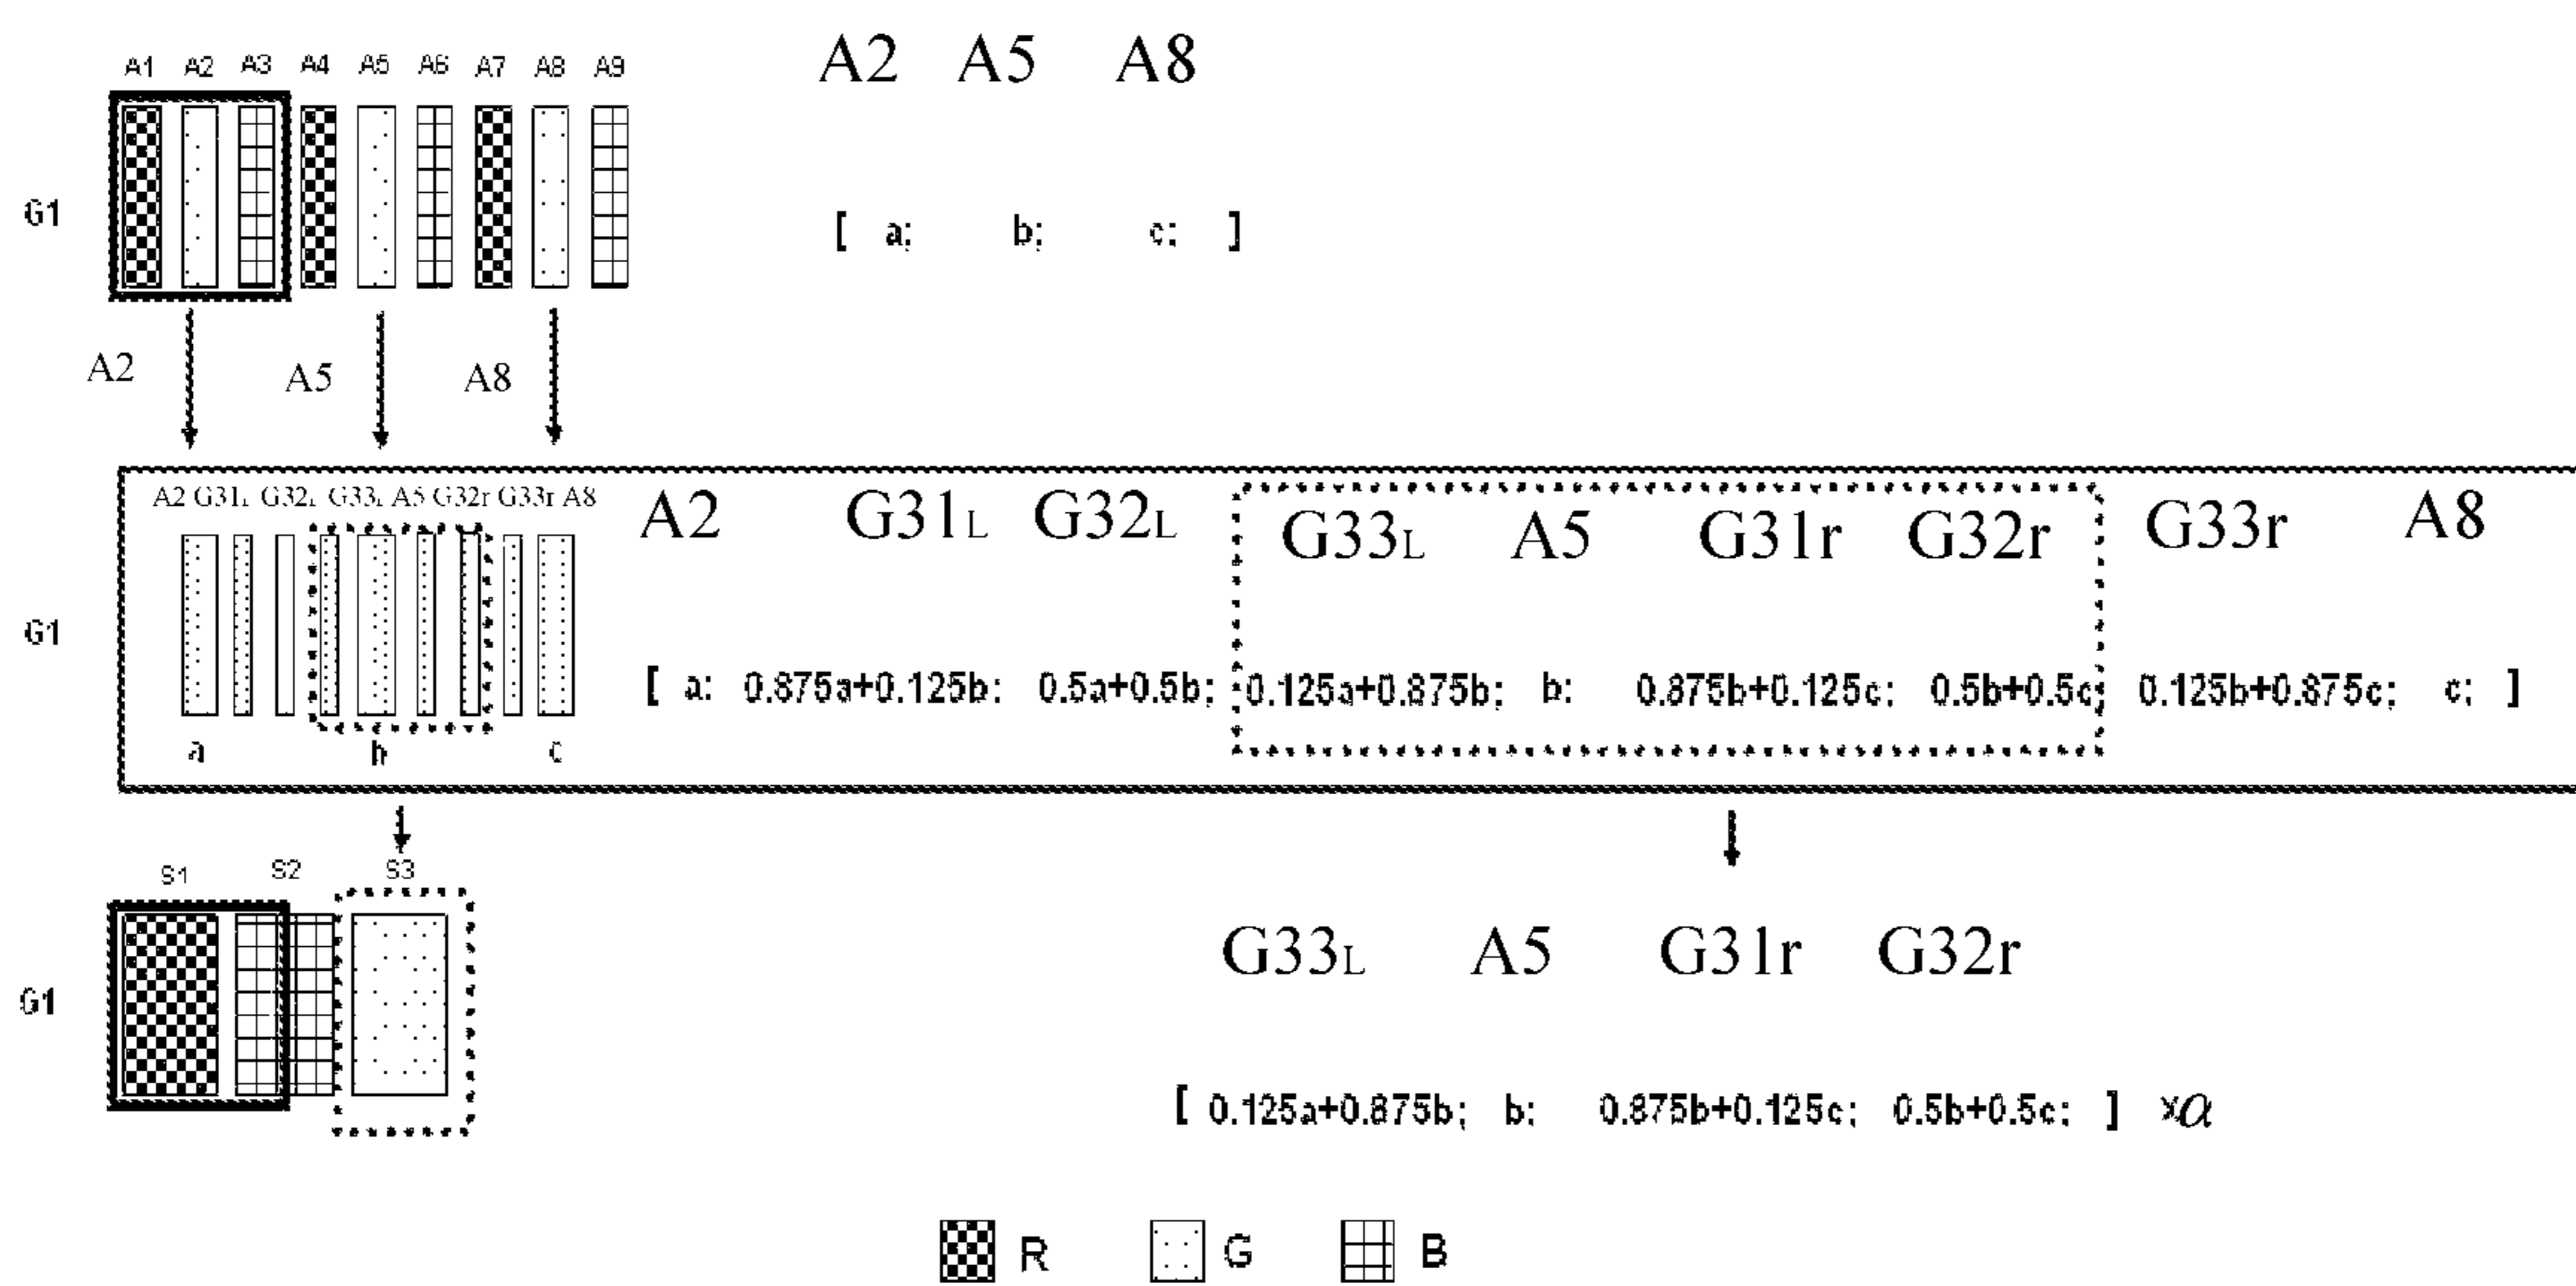 A1 A2 A3 A4 A5 A6 A7 A8 A9
A2 A5 A8
G1
[ a; b; c; ]
A2 A5 A8
A2 G31L G32L G33L A5 G32r G33r A8
A2 G31L G32L G33L A5 G31r G32r G33r A8
G1
[ a; 0.875a+0.125b; 0.5a+0.5b; 0.125a+0.875b; b; 0.875b+0.125c; 0.5b+0.5c; 0.125b+0.875c; c; ]
a b c
S1 S2 S3
G33L A5 G31r G32r
G1
[ 0.125a+0.875b; b; 0.875b+0.125c; 0.5b+0.5c; ] ×α
R G B